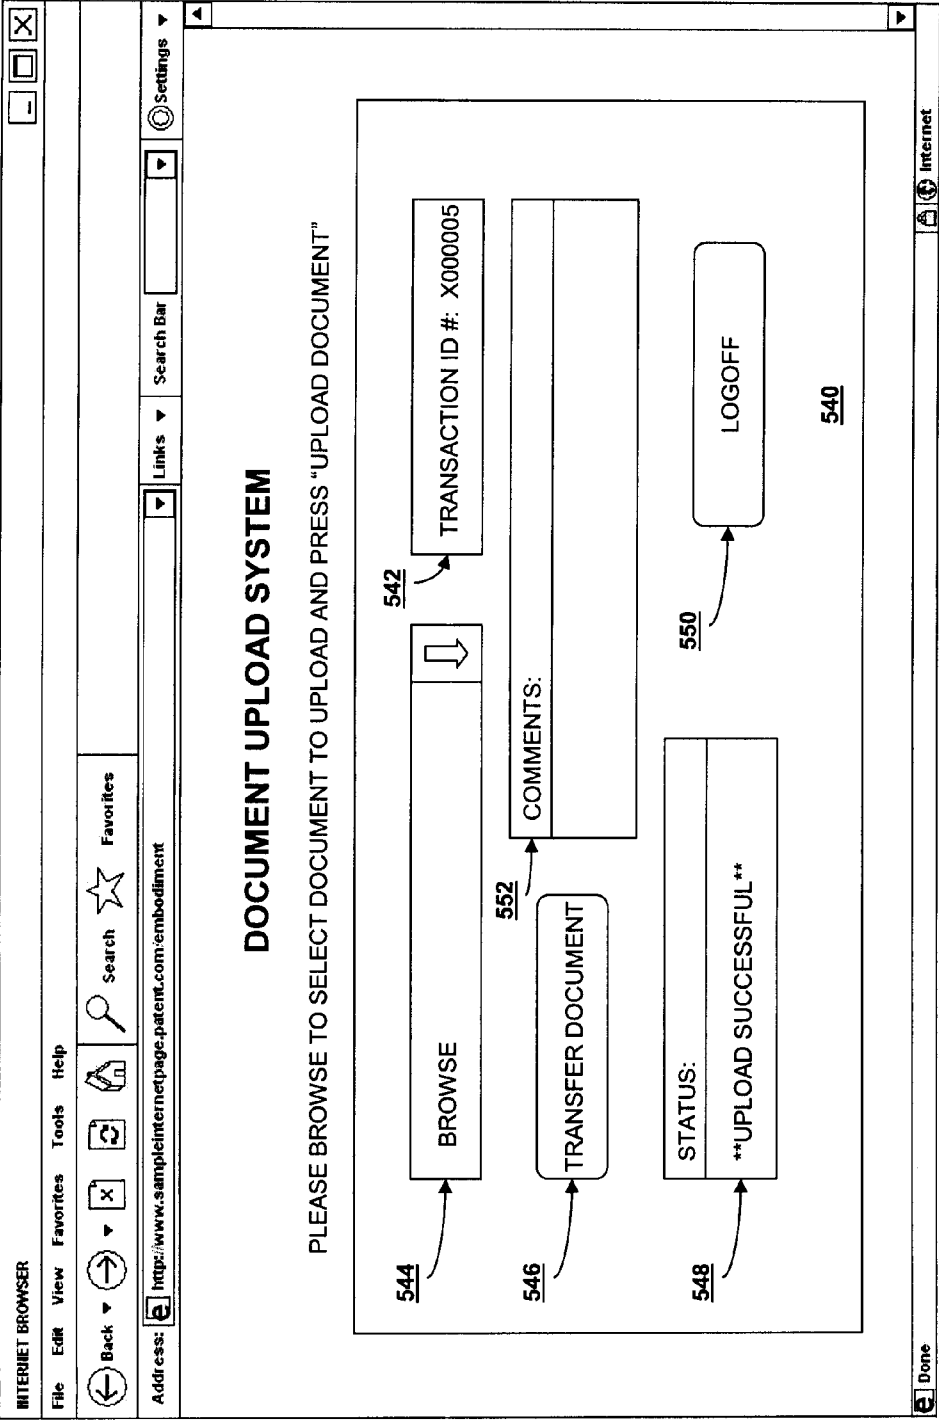 INTERNET BROWSER
File Edit View Favorites Tools Help
Back Search Favorites
Address: http://www.sampleinternetpage.patent.com/embodiment Links Search Bar Settings
DOCUMENT UPLOAD SYSTEM
PLEASE BROWSE TO SELECT DOCUMENT TO UPLOAD AND PRESS “UPLOAD DOCUMENT”
544 BROWSE 542 TRANSACTION ID #: X000005
546 TRANSFER DOCUMENT 552 COMMENTS:
548 STATUS: 550 LOGOFF
**UPLOAD SUCCESSFUL**
540
Done Internet